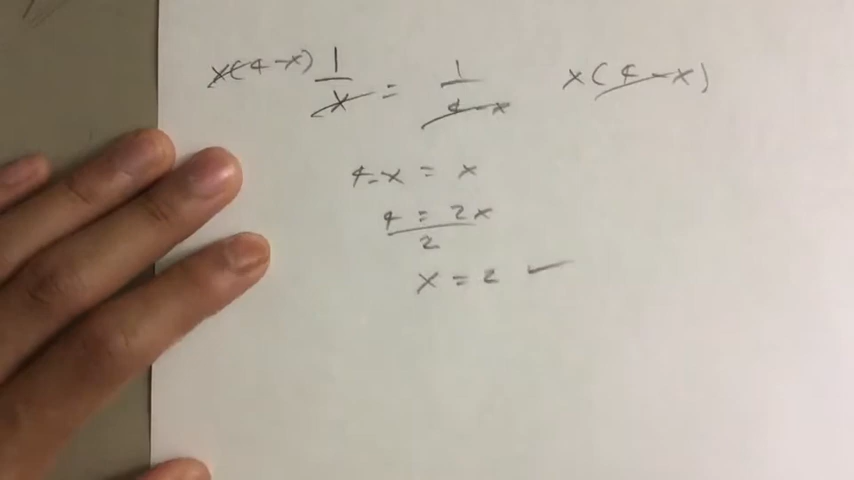 x(4-x) 1/x = 1/4-x x(4-x)
4-x = x
4 = 2x
2
x = 2 ✓